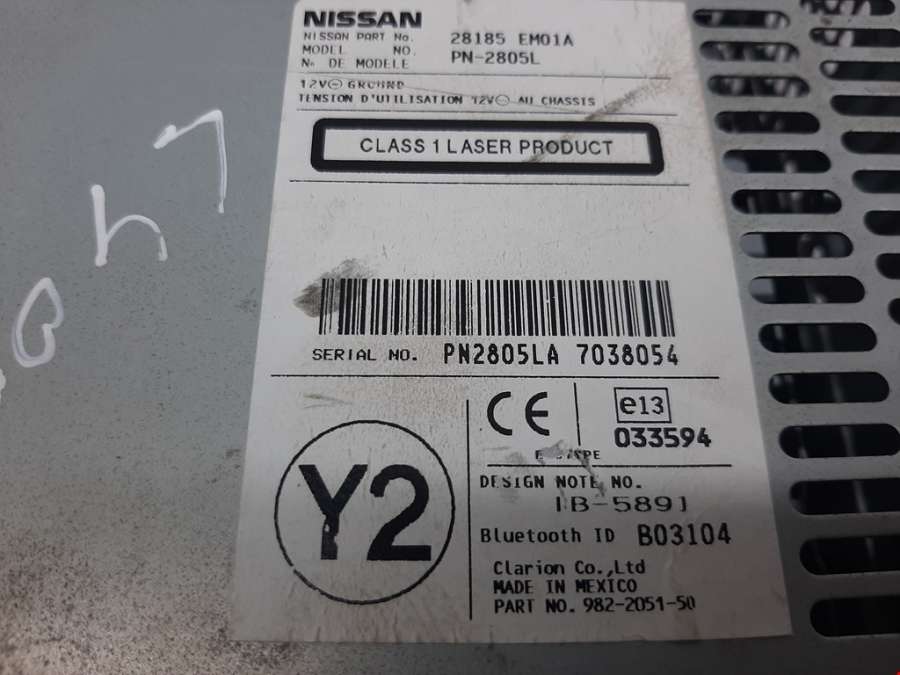 NISSAN
NISSAN PART No. 28185 EM01A
MODEL NO. PN-2805L
No. DE MODELE
12V⊖ GROUND
TENSION D'UTILISATION 12V⊖ AU CHASSIS
CLASS 1 LASER PRODUCT
SERIAL NO. PN2805LA 7038054
CE
e13
033594
Y2
DESIGN NOTE NO.
IB-5891
Bluetooth ID B03104
Clarion Co.,Ltd
MADE IN MEXICO
PART NO. 982-2051-50